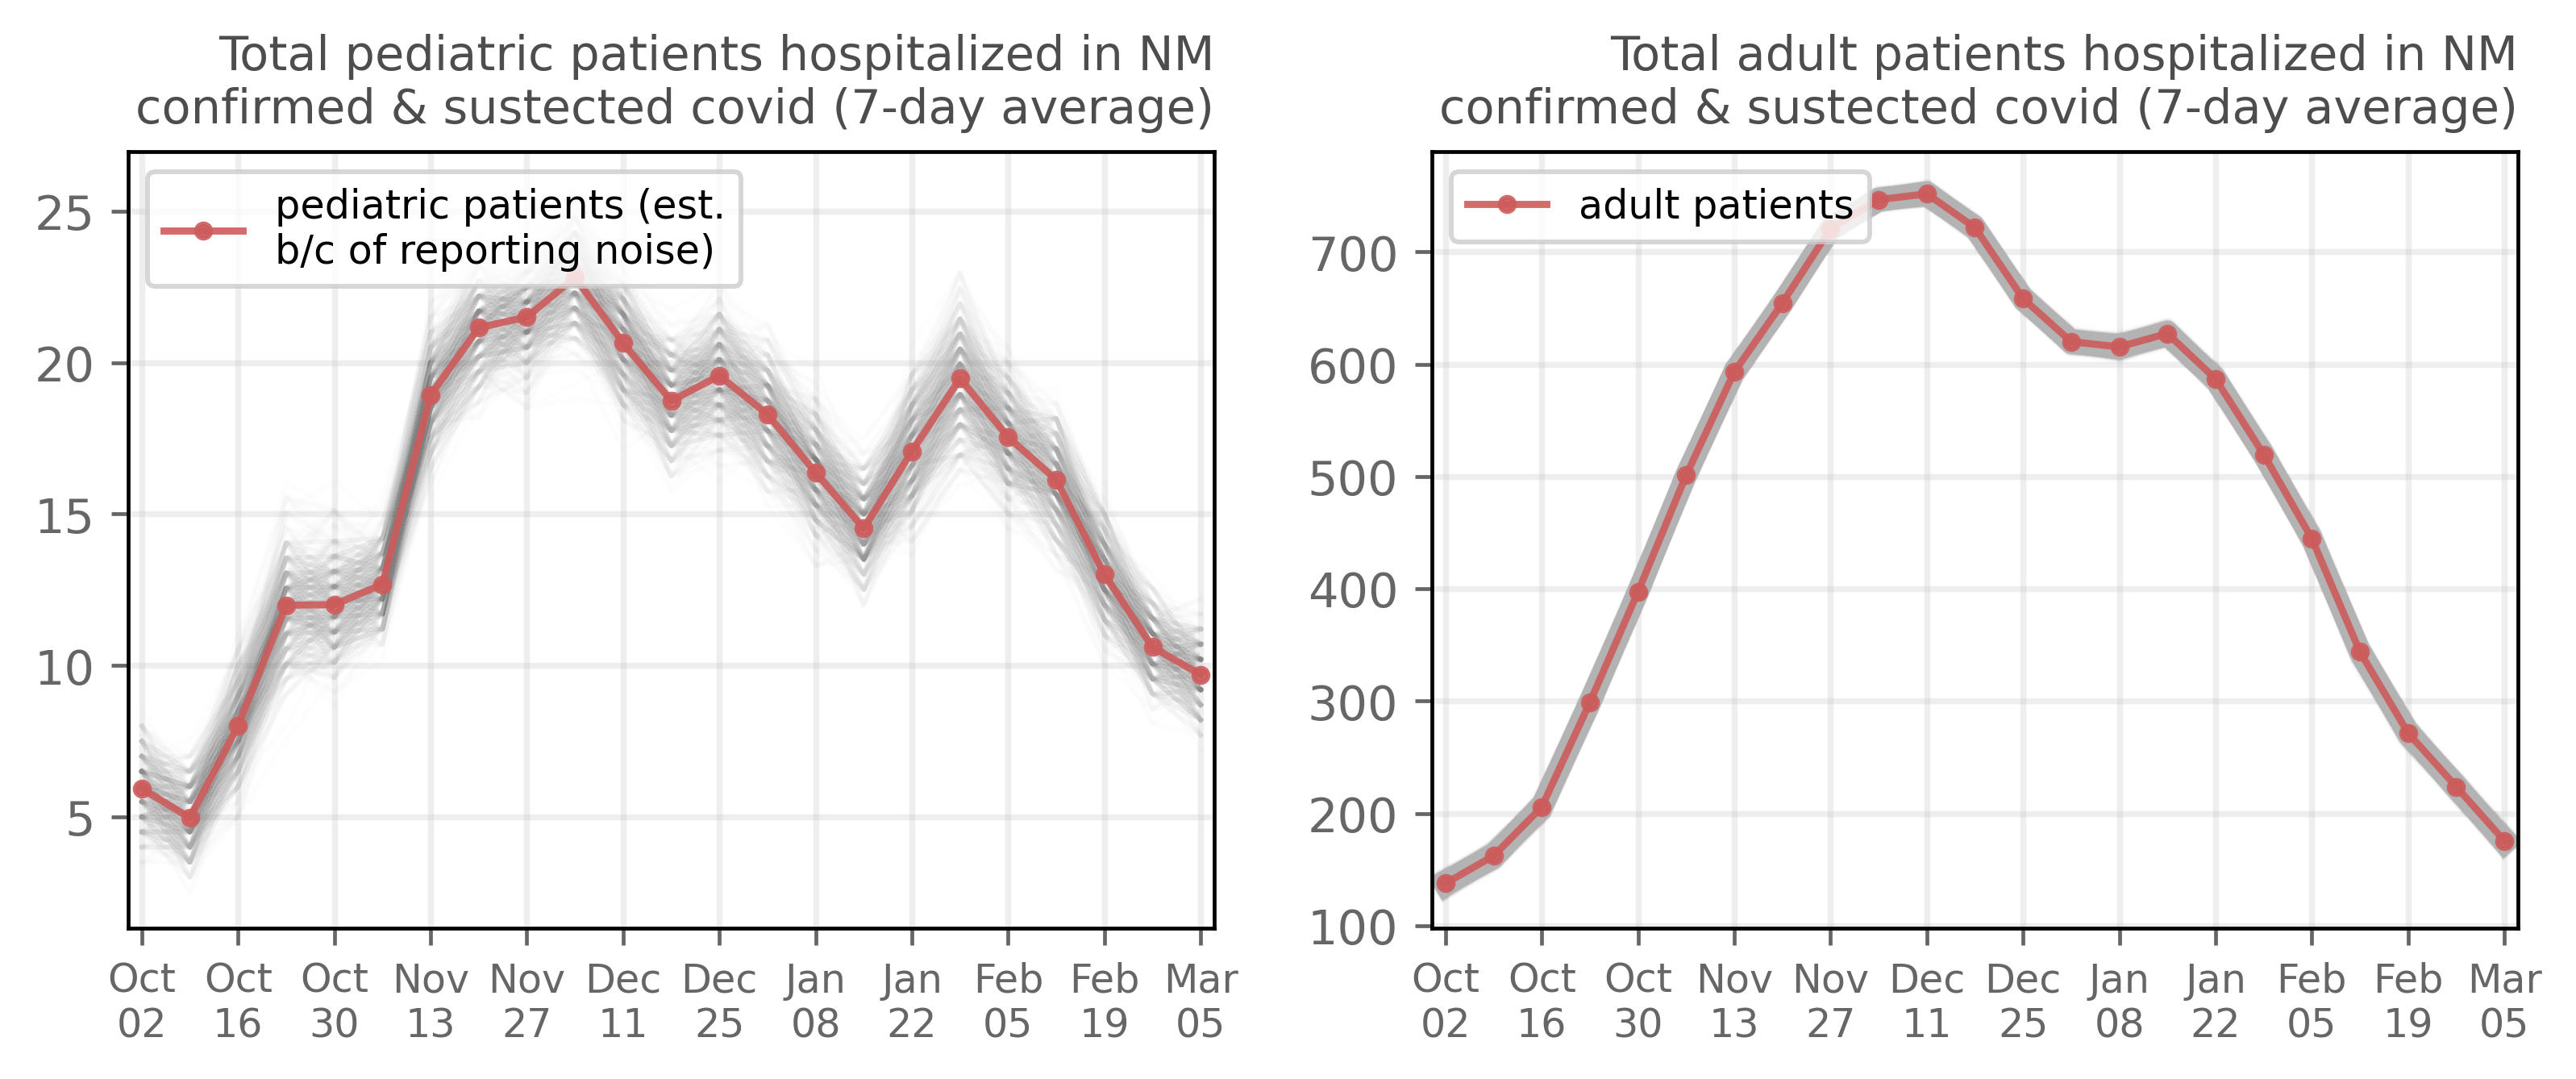 Total pediatric patients hospitalized in NM
confirmed & sustected covid (7-day average)
pediatric patients (est.
b/c of reporting noise)
25
20
15
10
5
Oct Oct Oct Nov Nov Dec Dec Jan Jan Feb Feb Mar
02 16 30 13 27 11 25 08 22 05 19 05
Total adult patients hospitalized in NM
confirmed & sustected covid (7-day average)
adult patients
700
600
500
400
300
200
100
Oct Oct Oct Nov Nov Dec Dec Jan Jan Feb Feb Mar
02 16 30 13 27 11 25 08 22 05 19 05